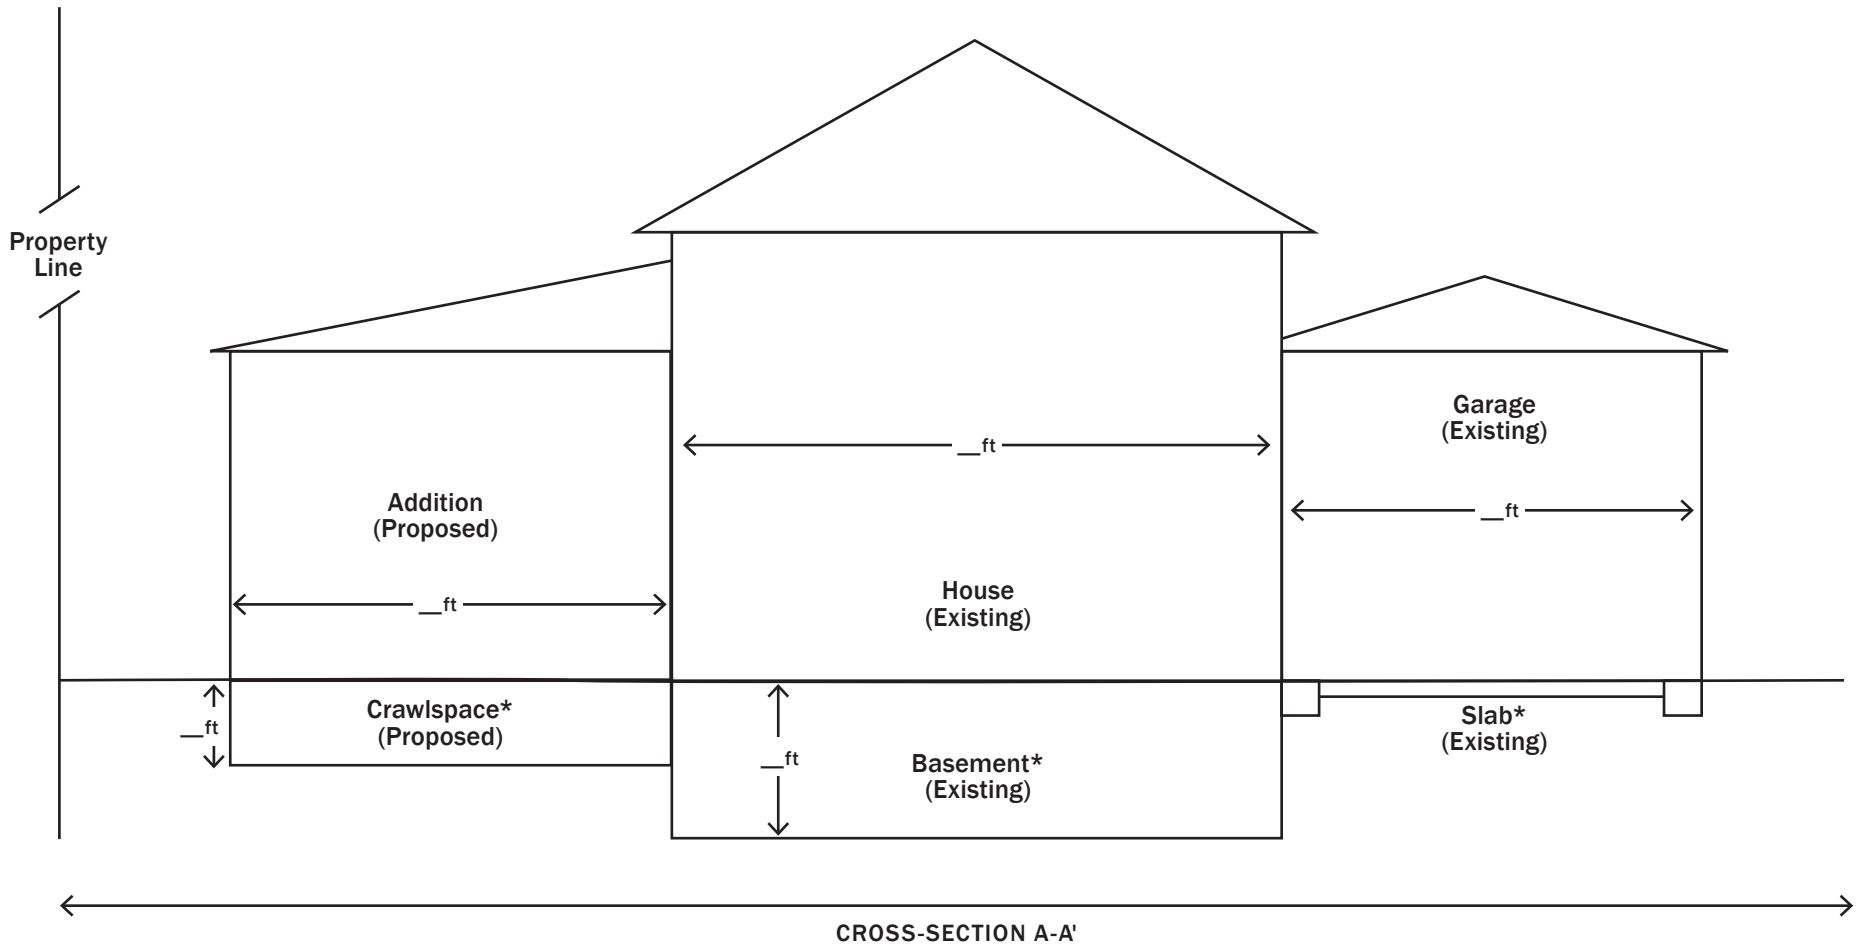 Property
Line
Garage
(Existing)
__ft
__ft
Addition
(Proposed)
House
(Existing)
__ft
Crawlspace*
(Proposed)
__ft
Slab*
(Existing)
Basement*
(Existing)
__ft
CROSS-SECTION A-A'